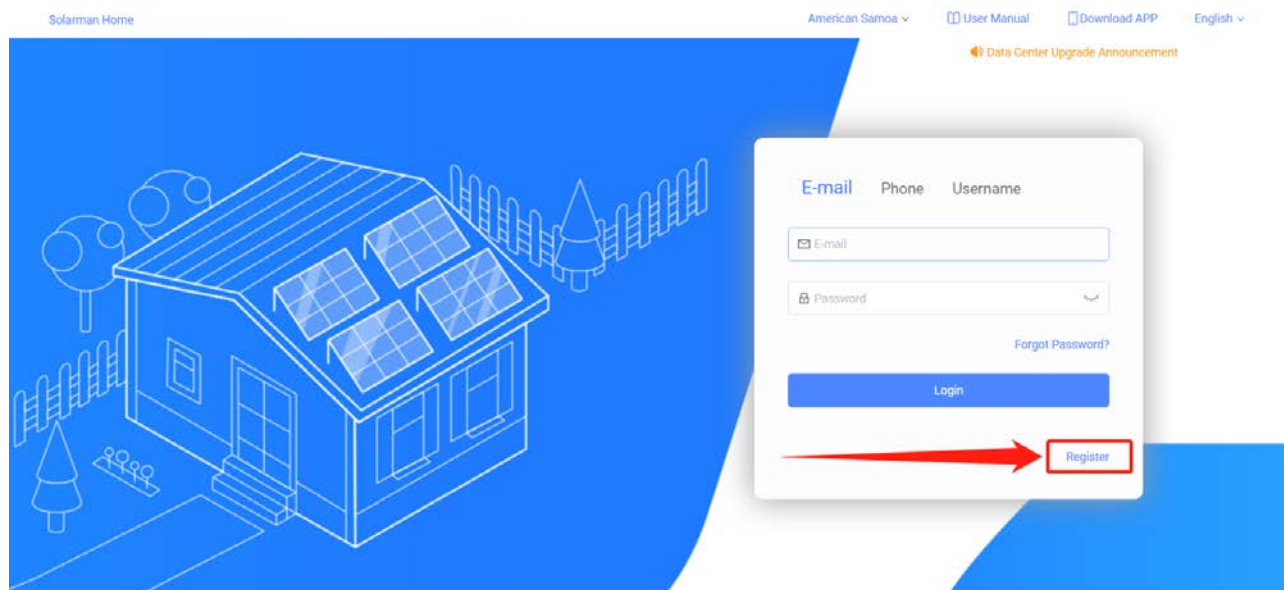 Solarman Home
American Samoa
User Manual
Download APP
English
Data Center Upgrade Announcement
E-mail
Phone
Username
E-mail
Password
Forgot Password?
Login
Register